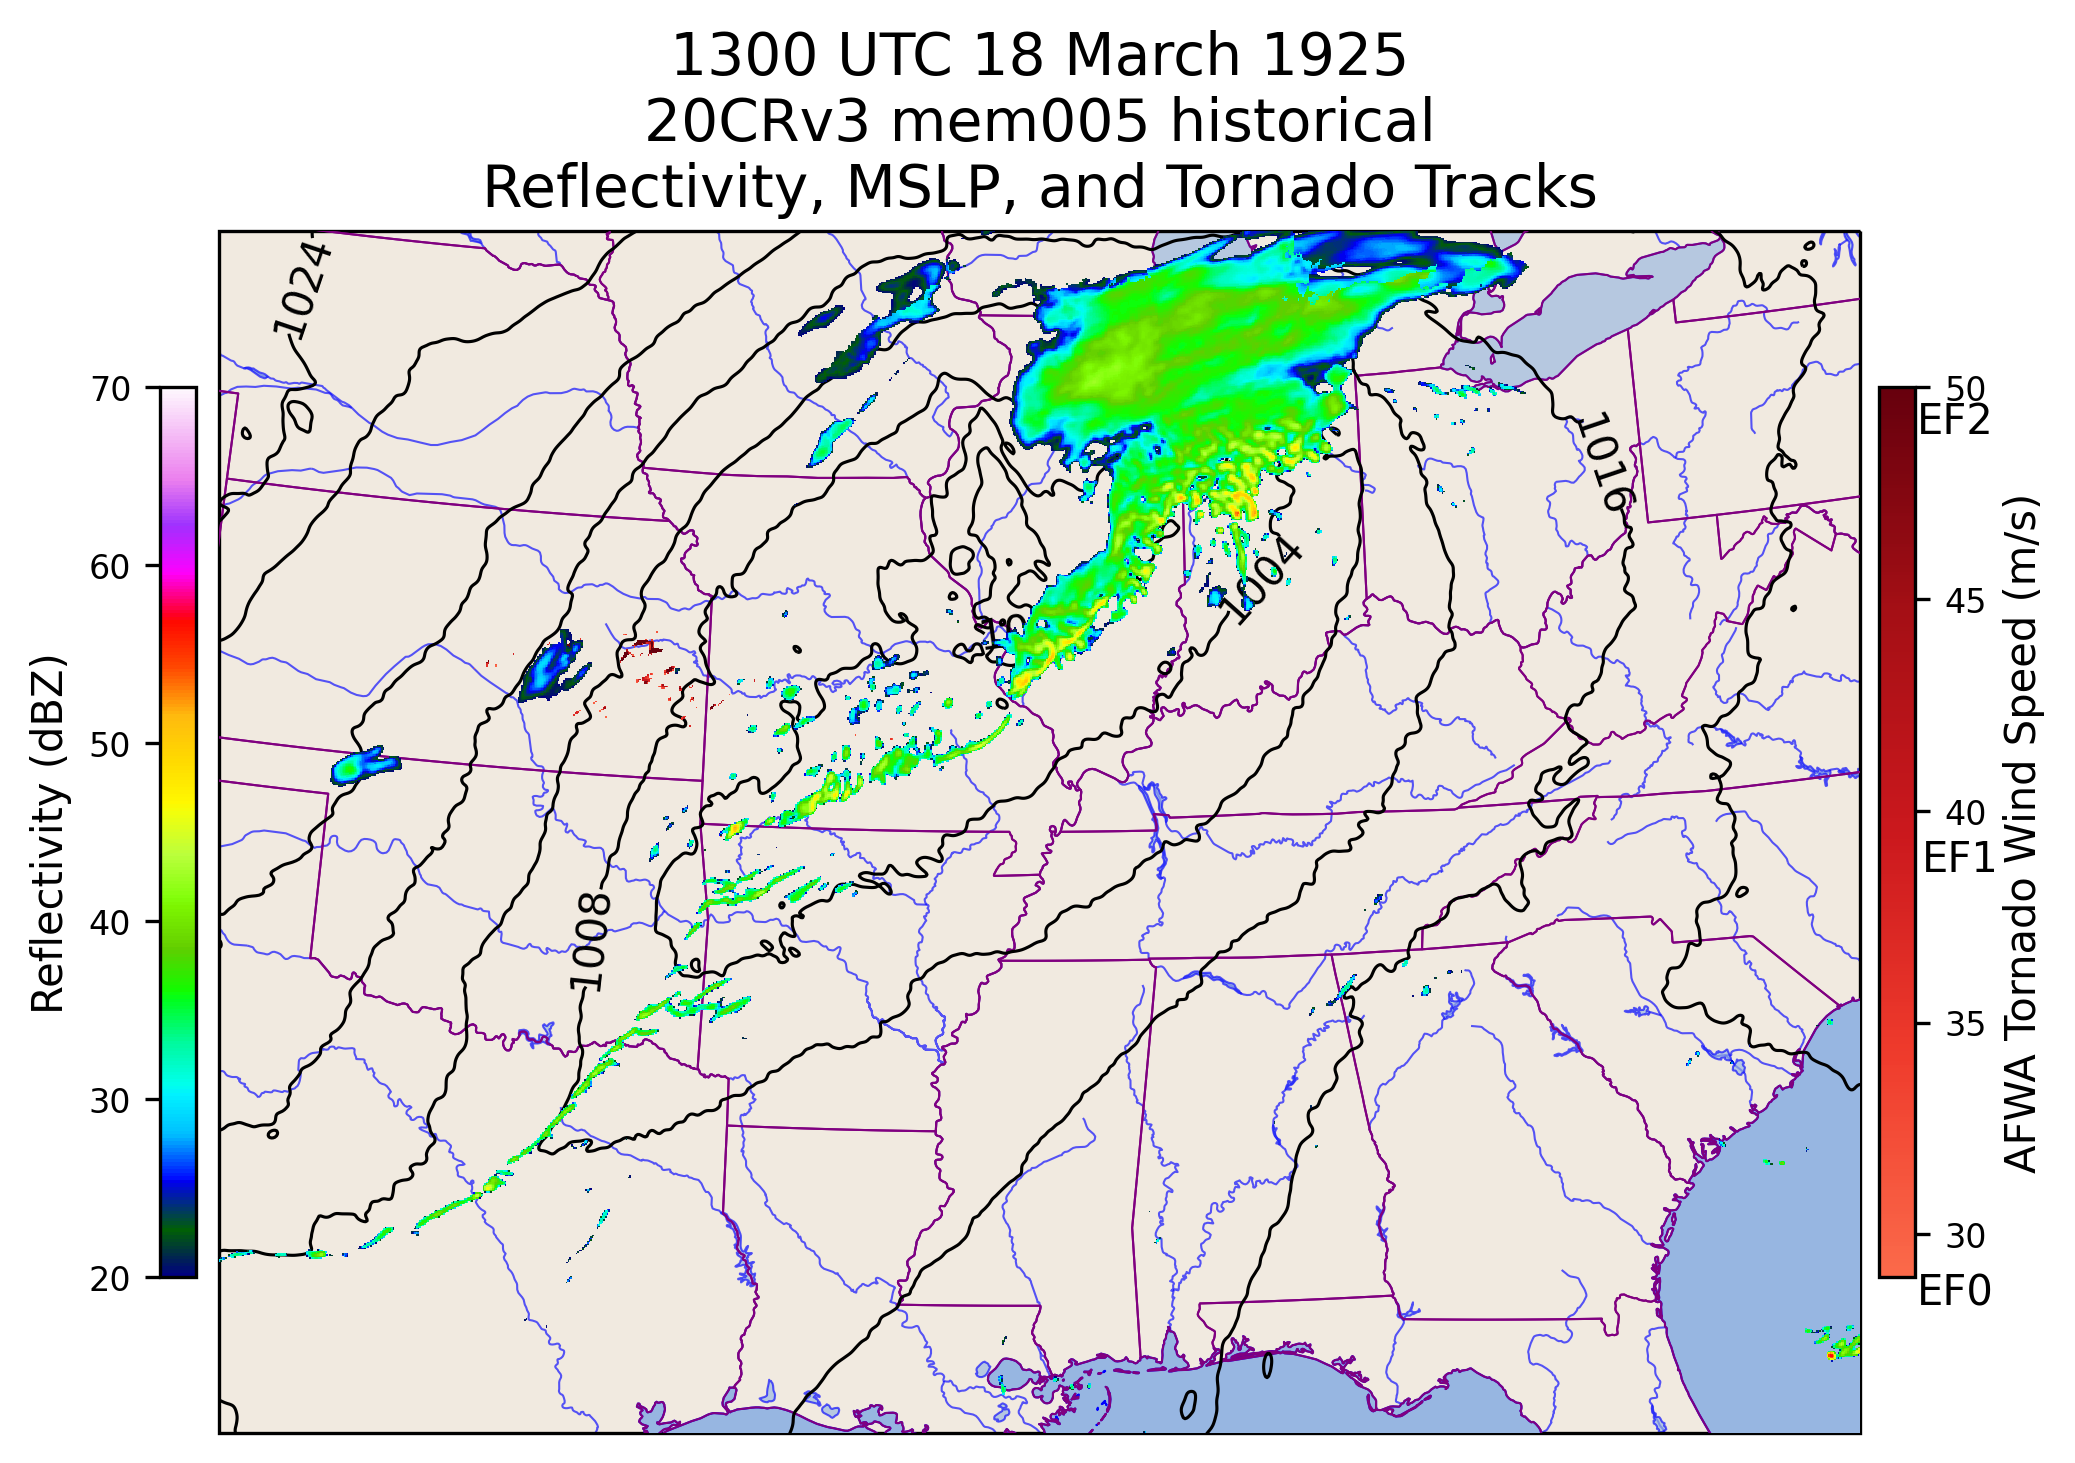 1300 UTC 18 March 1925
20CRv3 mem005 historical
Reflectivity, MSLP, and Tornado Tracks
1024
1016
1004
1008
Reflectivity (dBZ)
70
60
50
40
30
20
50
EF2
45
40
EF1
35
30
EF0
AFWA Tornado Wind Speed (m/s)